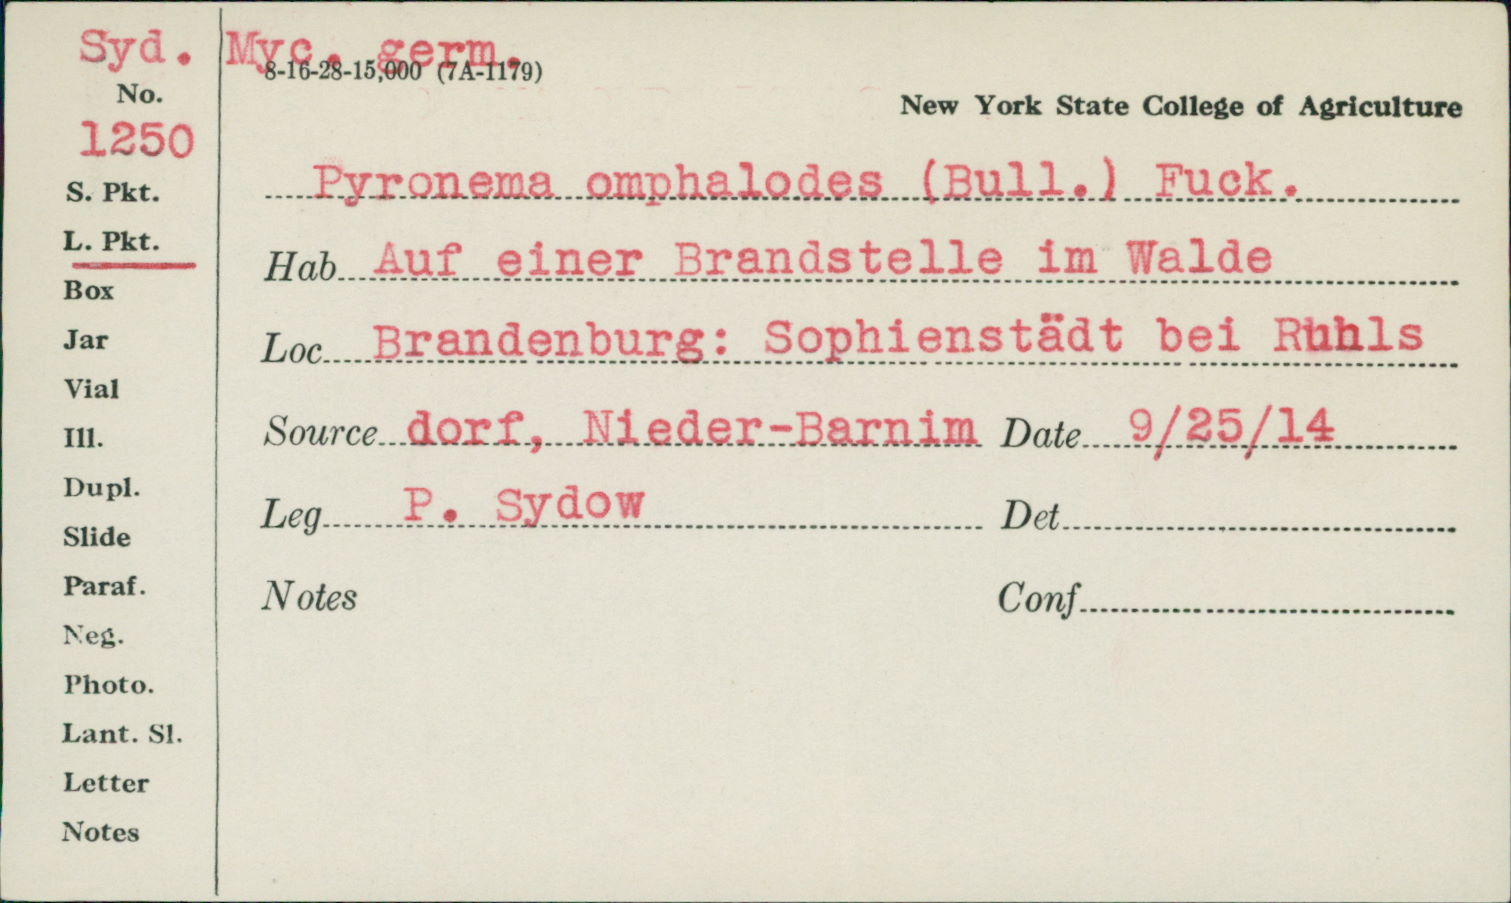 Syd. Myc. germ.
8-16-28-15,000 (7A-1179)
No.
1250
New York State College of Agriculture
S. Pkt.
Pyronema omphalodes (Bull.) Fuck.
L. Pkt.
Hab Auf einer Brandstelle im Walde
Box
Jar
Loc Brandenburg: Sophienstädt bei Ruhls
Vial
Ill.
Source dorf, Nieder-Barnim Date 9/25/14
Dupl.
Leg P. Sydow Det
Slide
Paraf.
Notes Conf
Neg.
Photo.
Lant. Sl.
Letter
Notes